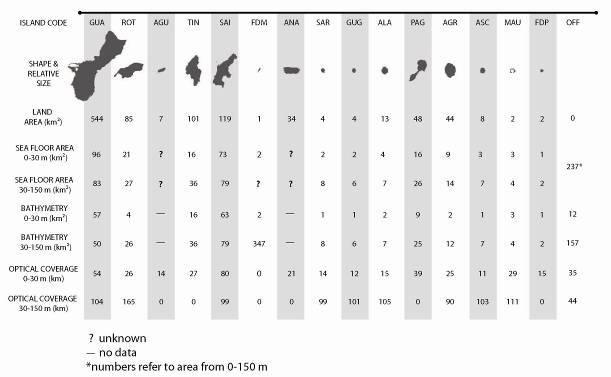 ISLAND CODE GUA ROT AGU TIN SAI FDM ANA SAR GUG ALA PAG AGR ASC MAU FDP OFF
SHAPE &
RELATIVE
SIZE
LAND
AREA (km²) 544 85 7 101 119 1 34 4 4 13 48 44 8 2 2 0
SEA FLOOR AREA
0-30 m (km²) 96 21 ? 16 73 2 ? 2 2 4 16 9 3 3 1
237*
SEA FLOOR AREA
30-150 m (km²) 83 27 ? 36 79 ? ? 8 6 7 26 14 7 4 2
BATHYMETRY
0-30 m (km²) 57 4 — 16 63 2 — 1 1 2 9 2 1 3 1 12
BATHYMETRY
30-150 m (km²) 50 26 — 36 79 347 — 8 6 7 25 12 7 4 2 157
OPTICAL COVERAGE
0-30 m (km) 54 26 14 27 80 0 21 14 12 15 39 25 11 29 15 35
OPTICAL COVERAGE
30-150 m (km) 104 165 0 0 99 0 99 101 105 0 90 103 111 0 44
? unknown
— no data
*numbers refer to area from 0-150 m